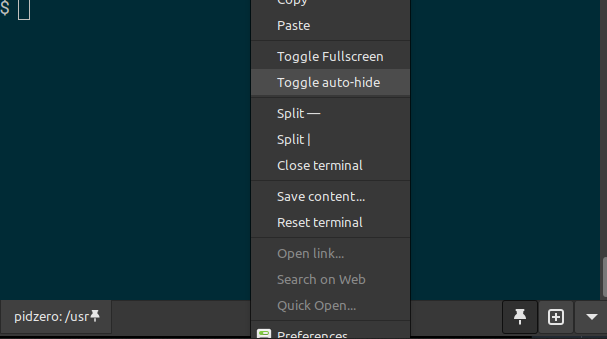 $
Copy
Paste
Toggle Fullscreen
Toggle auto-hide
Split —
Split |
Close terminal
Save content...
Reset terminal
Open link...
Search on Web
Quick Open...
pidzero: /usr
Preferences